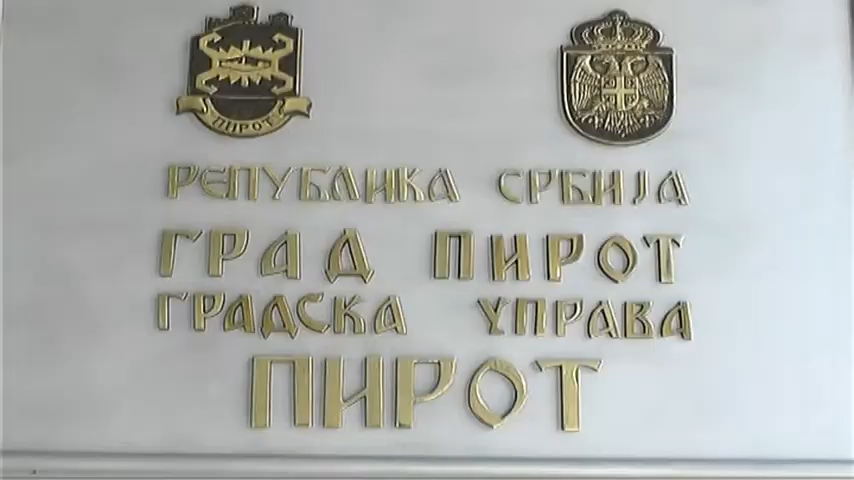 ПИРОТ
РЕПУБЛИКА СРБИЈА
ГРАД ПИРОТ
ГРАДСКА УПРАВА
ПИРОТ